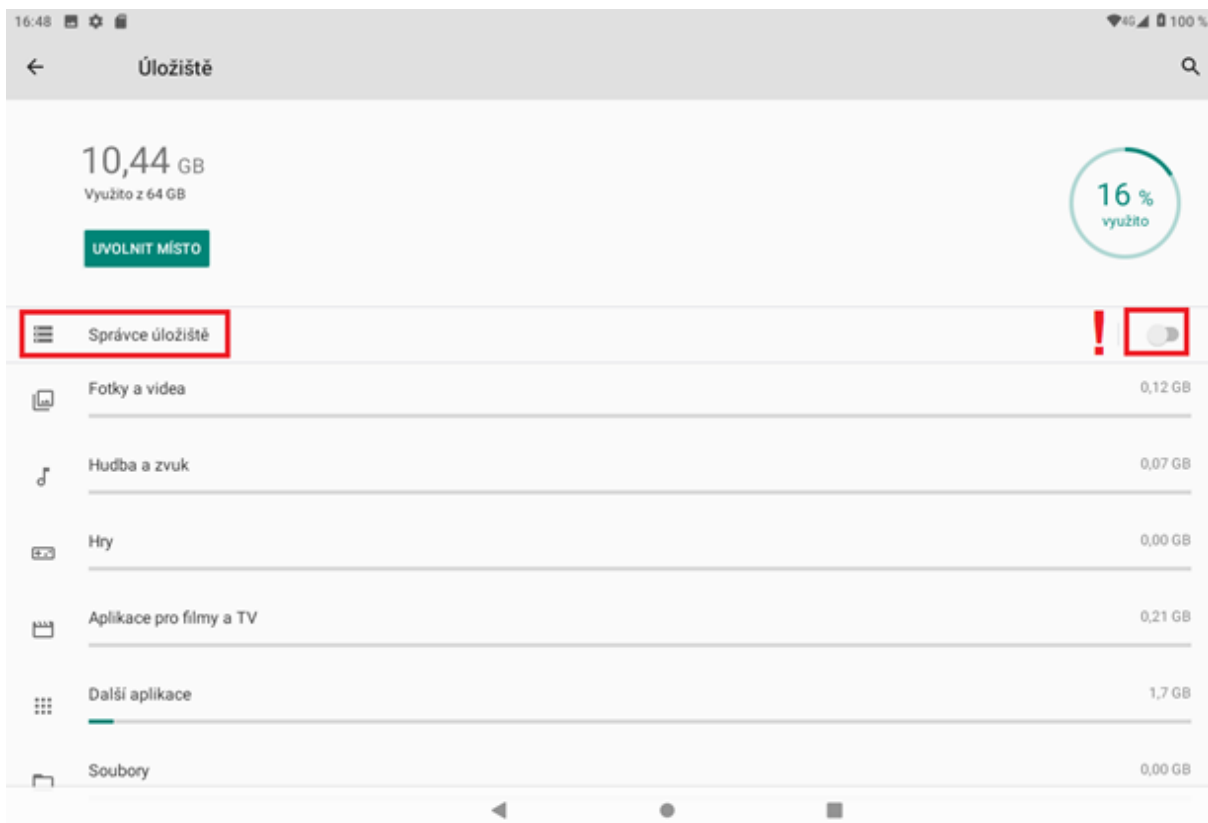 16:48 4G 100 %
Úložiště
10,44 GB
Využito z 64 GB
16 %
využito
UVOLNIT MÍSTO
Správce úložiště !
Fotky a videa 0,12 GB
Hudba a zvuk 0,07 GB
Hry 0,00 GB
Aplikace pro filmy a TV 0,21 GB
Další aplikace 1,7 GB
Soubory 0,00 GB